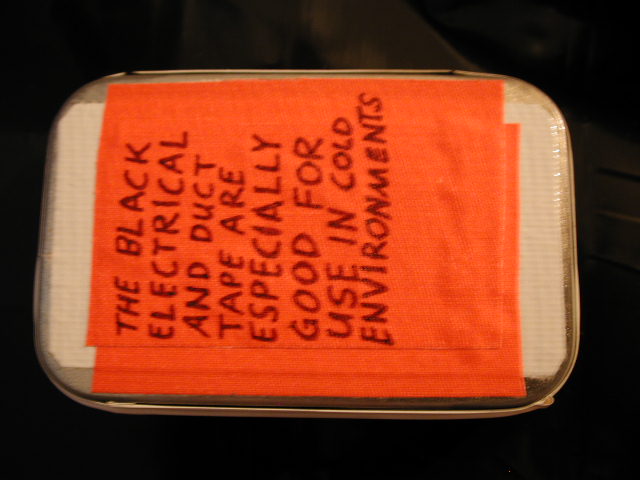 THE BLACK
ELECTRICAL
AND DUCT
TAPE ARE
ESPECIALLY
GOOD FOR
USE IN COLD
ENVIRONMENTS